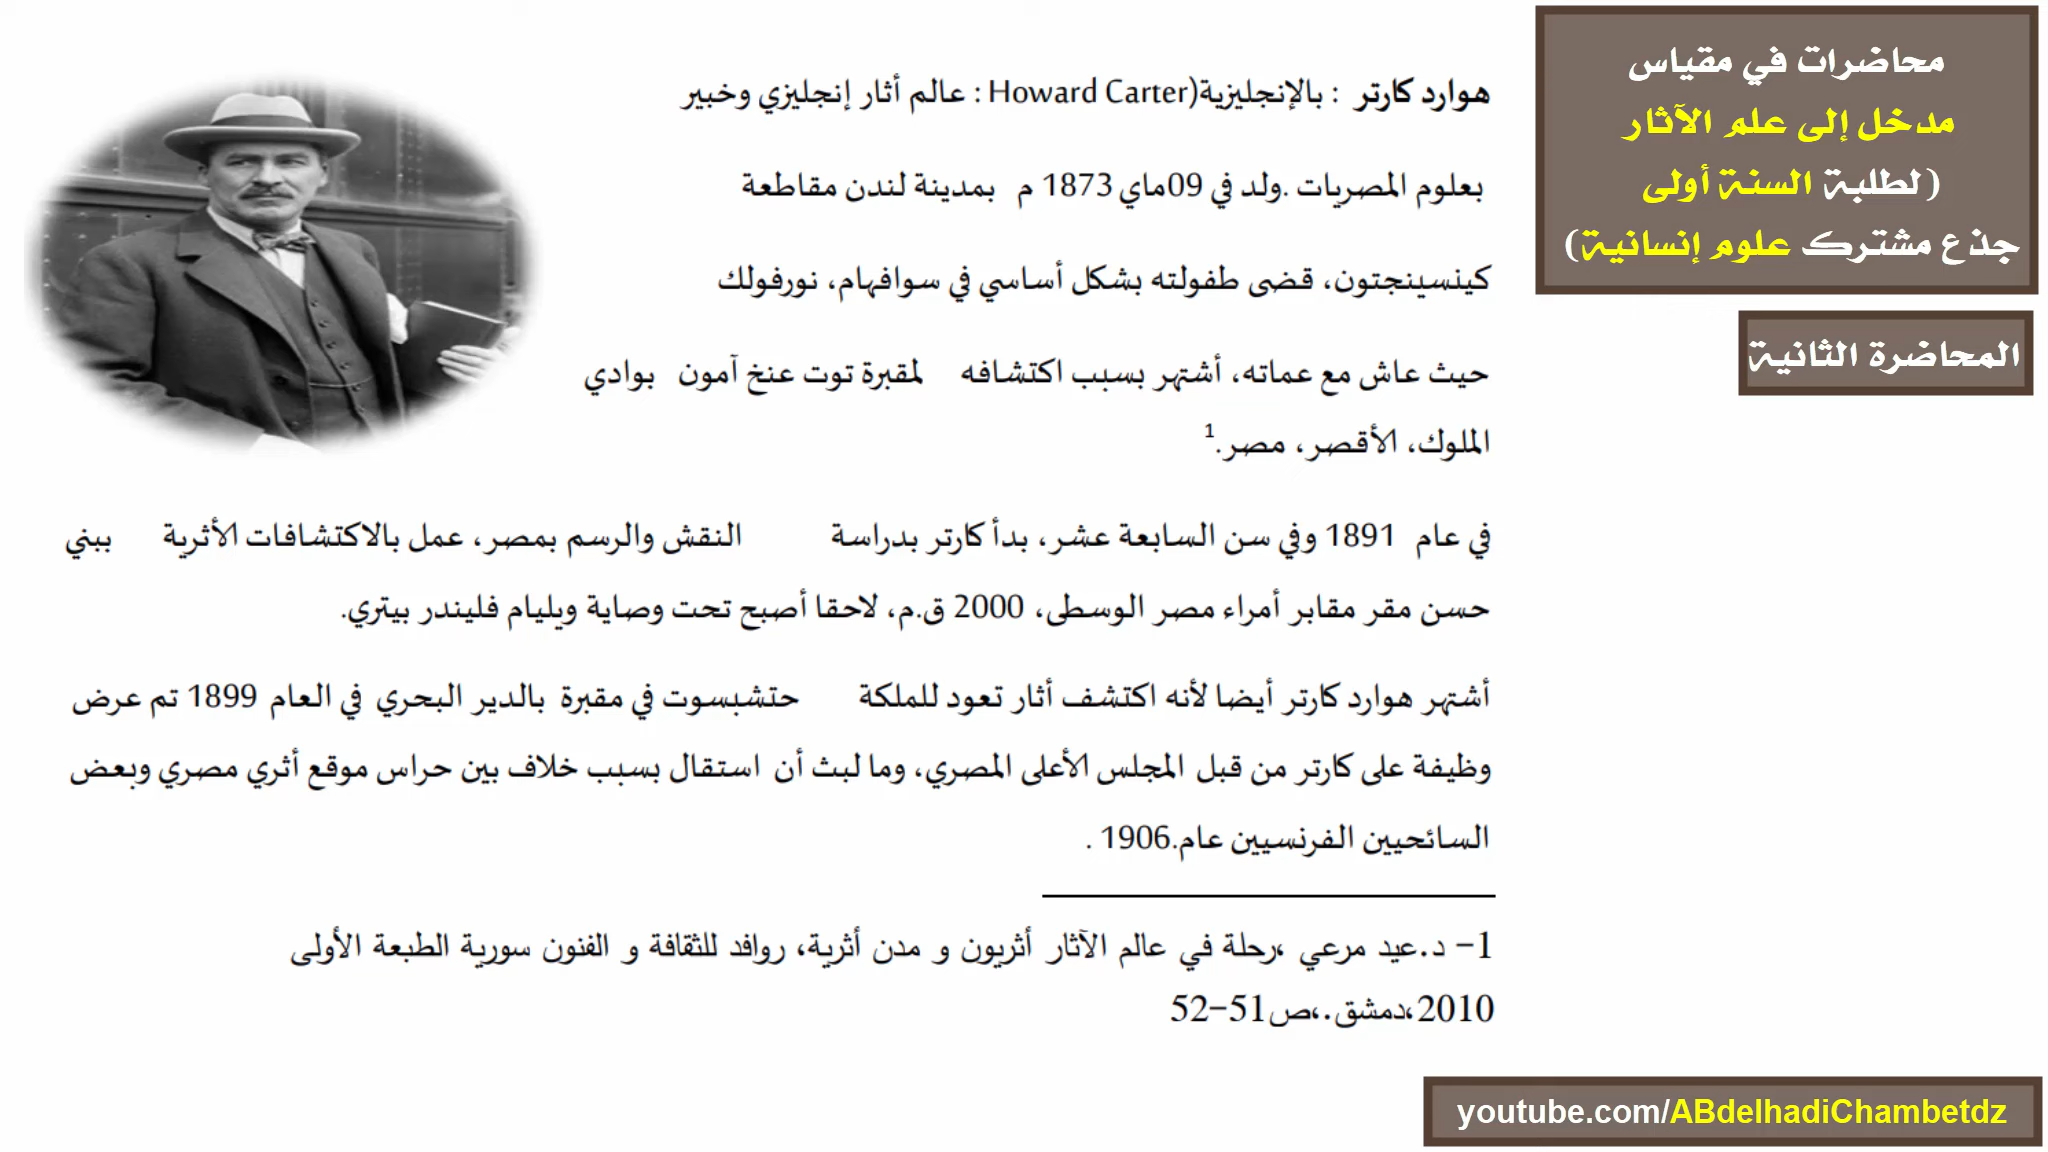 محاضرات في مقياس
مدخل إلى علم الآثار
(لطلبة السنة أولى
جذع مشترك علوم إنسانية)
المحاضرة الثانية
هوارد كارتر : بالإنجليزية(Howard Carter : عالم أثار إنجليزي وخبير
بعلوم المصريات .ولد في 09ماي 1873 م بمدينة لندن مقاطعة
كينسينجتون، قضى طفولته بشكل أساسي في سوافهام، نورفولك
حيث عاش مع عماته، أشتهر بسبب اكتشافه لمقبرة توت عنخ آمون بوادي
الملوك، الأقصر، مصر.1
في عام 1891 وفي سن السابعة عشر، بدأ كارتر بدراسة النقش والرسم بمصر، عمل بالاكتشافات الأثرية ببني
حسن مقر مقابر أمراء مصر الوسطى، 2000 ق.م، لاحقا أصبح تحت وصاية ويليام فليندر بيتري.
أشتهر هوارد كارتر أيضا لأنه اكتشف أثار تعود للملكة حتشبسوت في مقبرة بالدير البحري في العام 1899 تم عرض
وظيفة على كارتر من قبل المجلس الأعلى المصري، وما لبث أن استقال بسبب خلاف بين حراس موقع أثري مصري وبعض
السائحيين الفرنسيين عام.1906 .
1- د.عيد مرعي ،رحلة في عالم الآثار أثريون و مدن أثرية، روافد للثقافة و الفنون سورية الطبعة الأولى
2010،دمشق.،ص51-52
youtube.com/ABdelhadiChambetdz